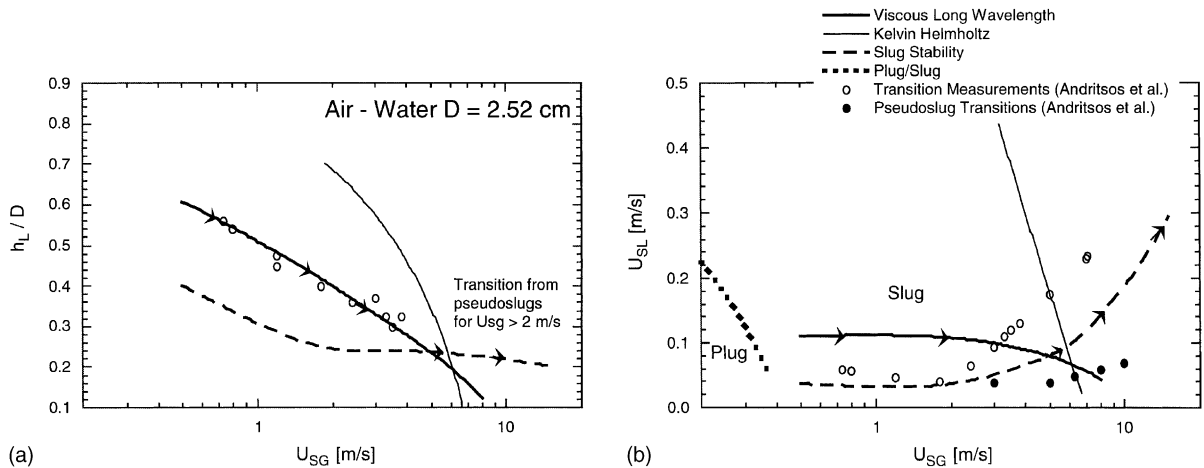 Viscous Long Wavelength
Kelvin Helmholtz
Slug Stability
Plug/Slug
Transition Measurements (Andritsos et al.)
Pseudoslug Transitions (Andritsos et al.)
Air - Water D = 2.52 cm
0.9
0.8
0.7
0.6
0.5
0.4
0.3
0.2
0.1
h_L / D
Transition from
pseudoslugs
for Usg > 2 m/s
1
10
U_SG [m/s]
(a)
0.5
0.4
0.3
0.2
0.1
0.0
U_SL [m/s]
Slug
Plug
1
10
U_SG [m/s]
(b)